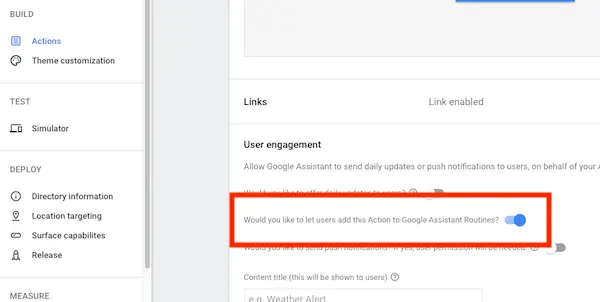 BUILD
Actions
Theme customization
TEST
Simulator
DEPLOY
Directory information
Location targeting
Surface capabilites
Release
MEASURE
Links
Link enabled
User engagement
Allow Google Assistant to send daily updates or push notifications to users, on behalf of your A
Would you like to offer daily updates to users?
Would you like to let users add this Action to Google Assistant Routines?
Would you like to send push notifications? If yes, user permission will be needed.
Content title (this will be shown to users)
e.g. Weather Alert